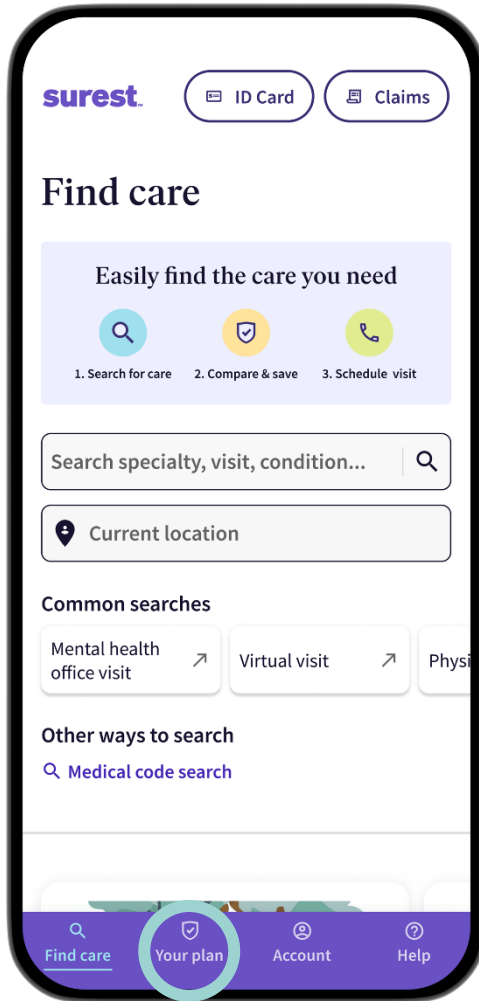 surest.
ID Card
Claims
Find care
Easily find the care you need
1. Search for care
2. Compare & save
3. Schedule visit
Search specialty, visit, condition...
Current location
Common searches
Mental health
office visit
Virtual visit
Physi
Other ways to search
Medical code search
Find care
Your plan
Account
Help